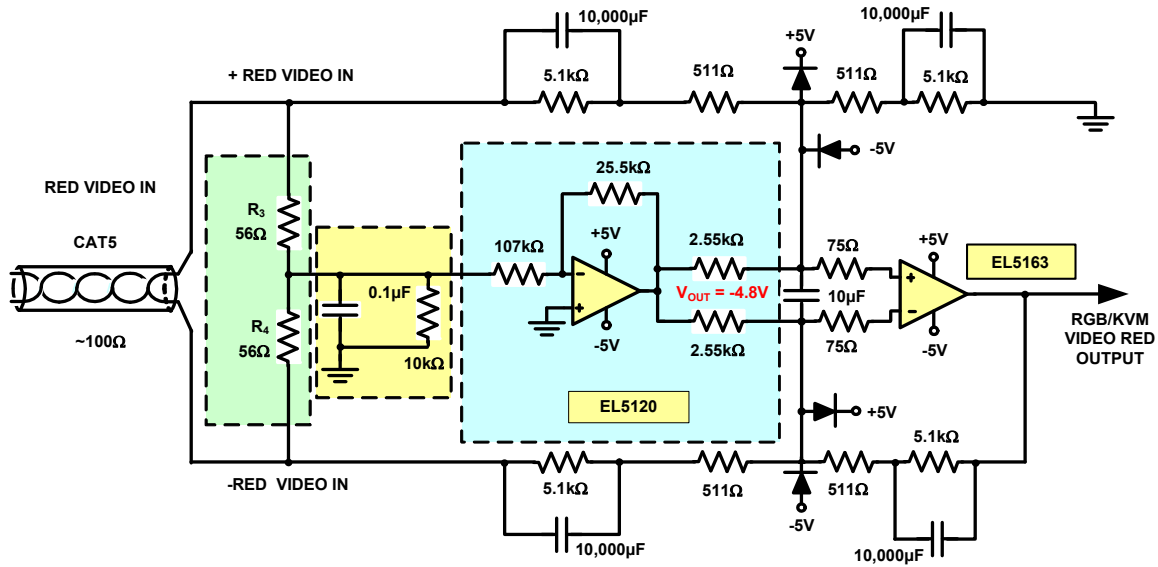 10,000µF
10,000µF
+5V
5.1kΩ
511Ω
511Ω
5.1kΩ
+ RED VIDEO IN
-5V
25.5kΩ
RED VIDEO IN
R3
56Ω
CAT5
107kΩ
+5V
2.55kΩ
75Ω
+5V
EL5163
-
+
+
-
0.1µF
VOUT = -4.8V
10µF
RGB/KVM
VIDEO RED
OUTPUT
R4
56Ω
~100Ω
10kΩ
-5V
2.55kΩ
75Ω
-5V
EL5120
+5V
5.1kΩ
-RED VIDEO IN
5.1kΩ
511Ω
511Ω
-5V
10,000µF
10,000µF